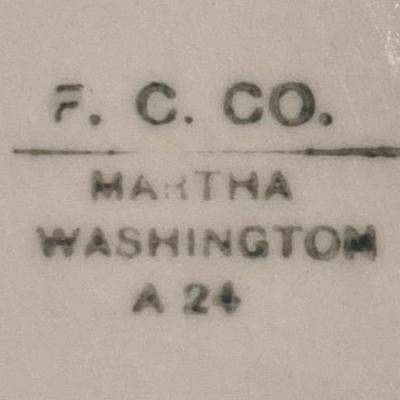 F. C. CO.
MARTHA
WASHINGTON
A 24